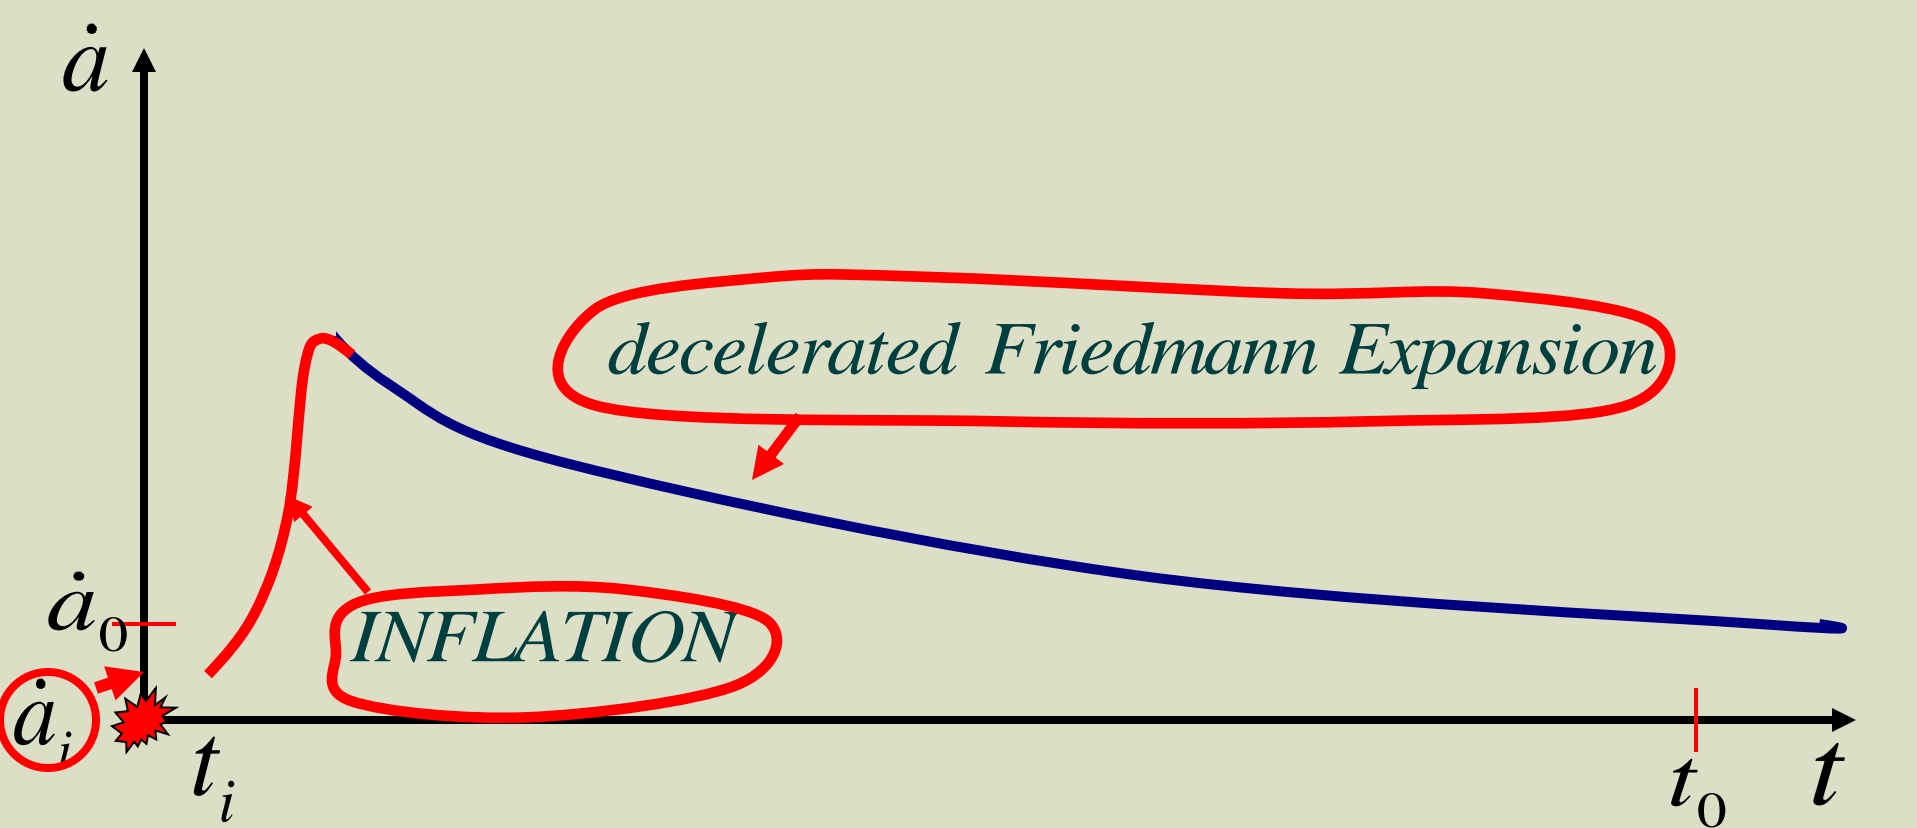 ȧ
decelerated Friedmann Expansion
ȧ₀
INFLATION
ȧᵢ
tᵢ
t₀
t